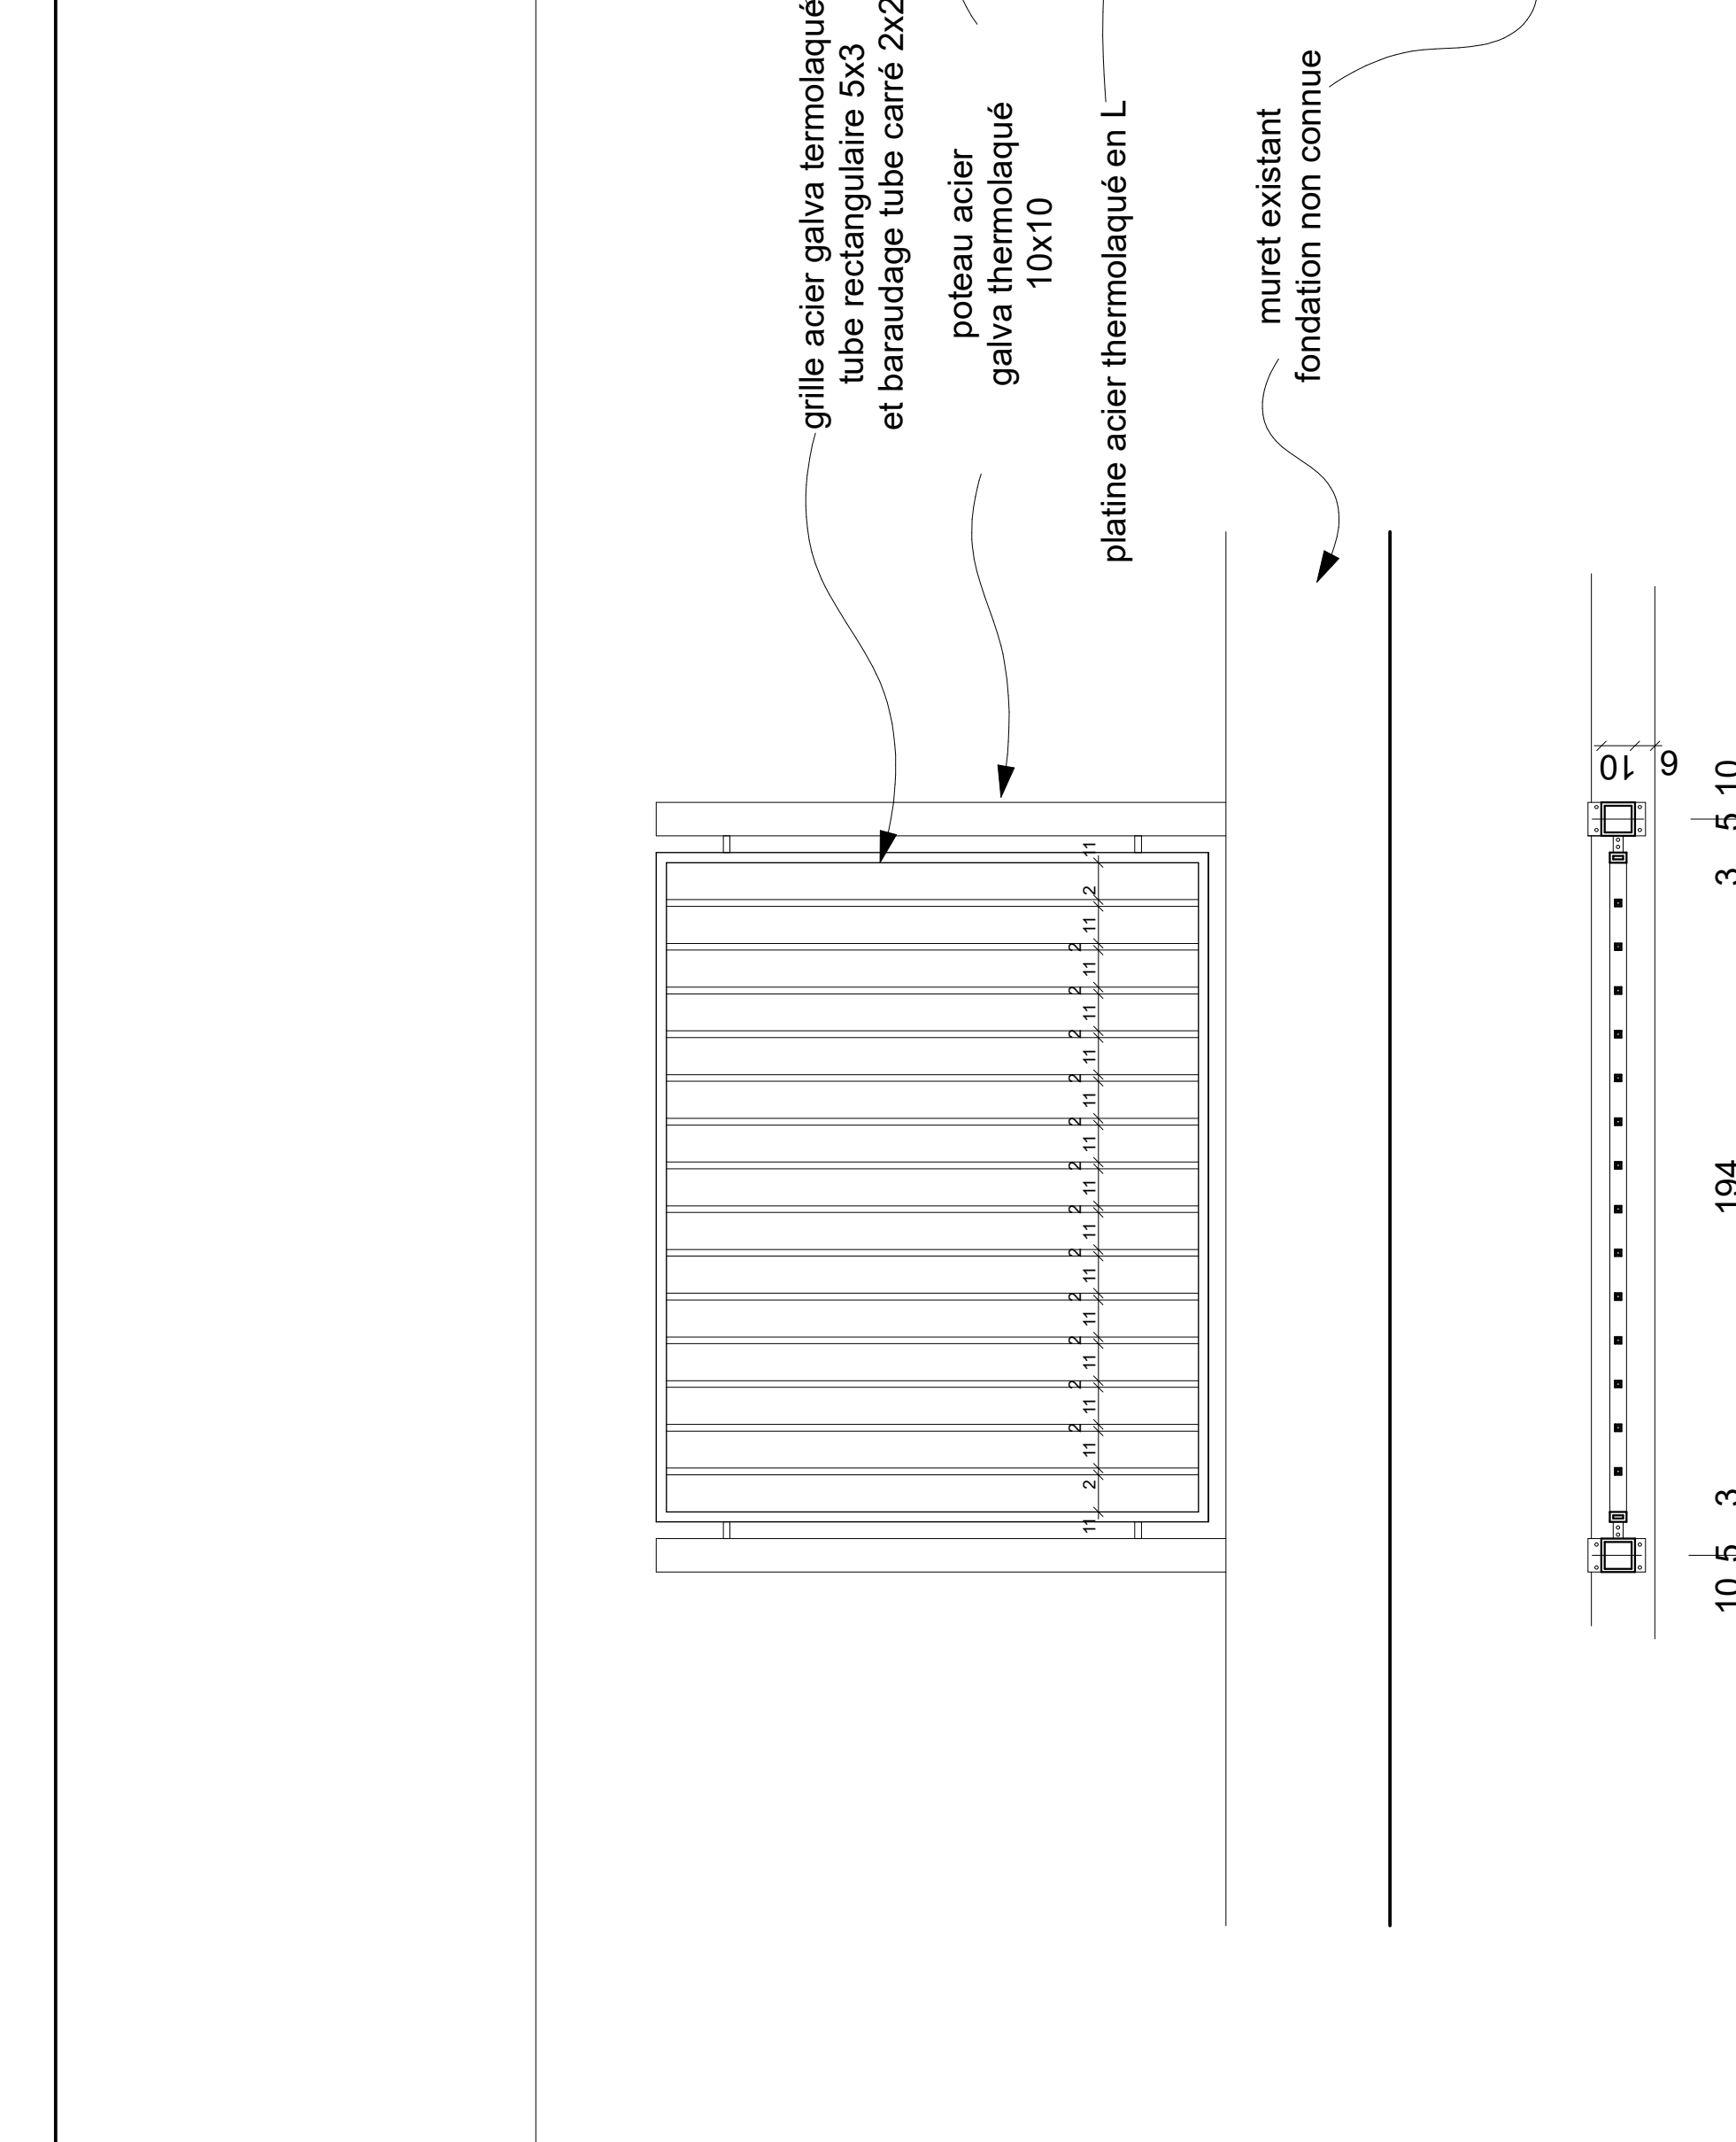 grille acier galva termolaqué
tube rectangulaire 5x3
et baraudage tube carré 2x2
poteau acier
galva thermolaqué
10x10
platine acier thermolaqué en L
muret existant
fondation non connue
11 2 11 2 11 2 11 2 11 2 11 2 11 2 11 2 11 2 11 2 11 2 11 2 11 2 11 2 11
10
6
10 5 3 194 3 5 10